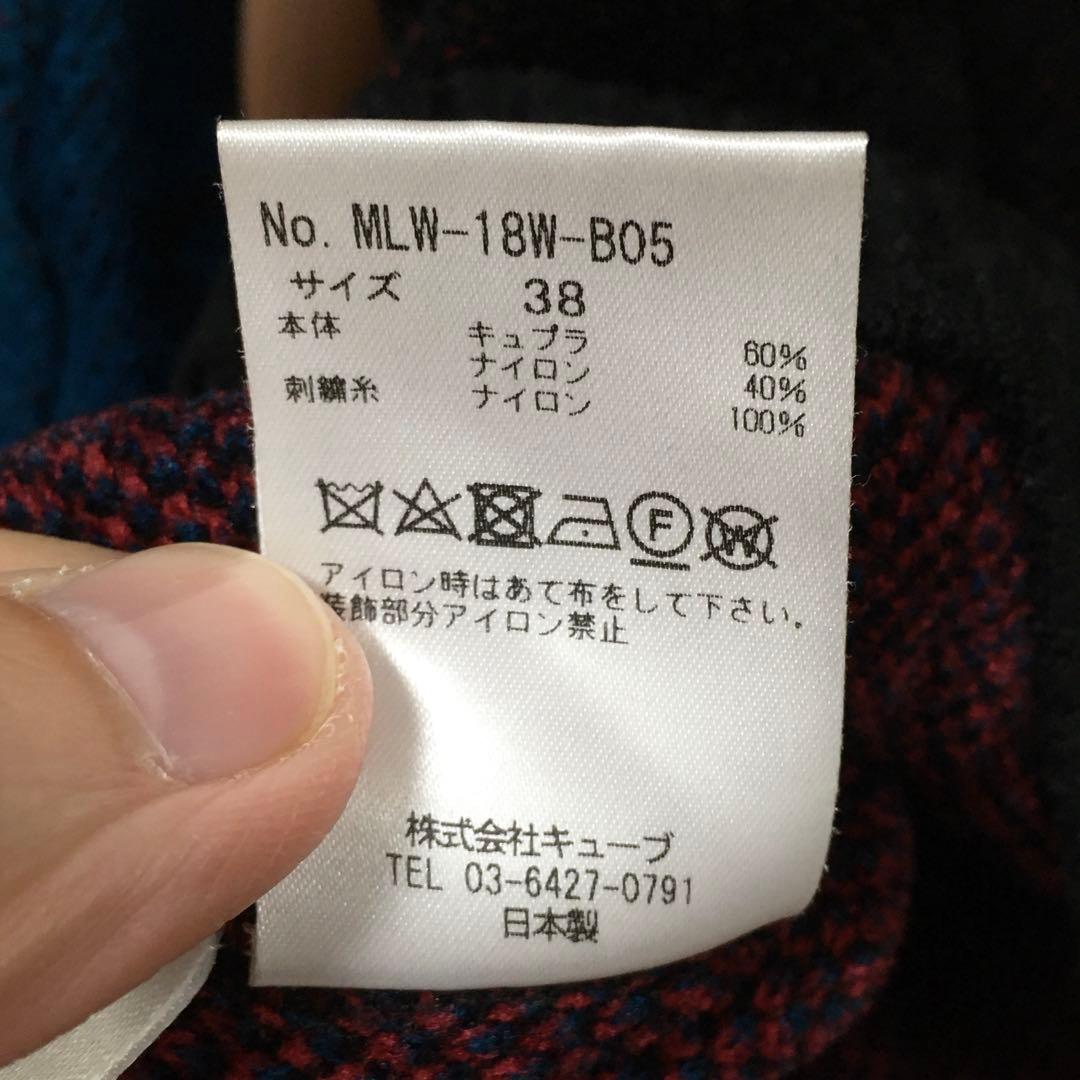 No. MLW-18W-B05
サイズ 38
本体 キュプラ 60%
ナイロン 40%
刺繍糸 ナイロン 100%
F
W
アイロン時はあて布をして下さい。
装飾部分アイロン禁止
株式会社キューブ
TEL 03-6427-0791
日本製